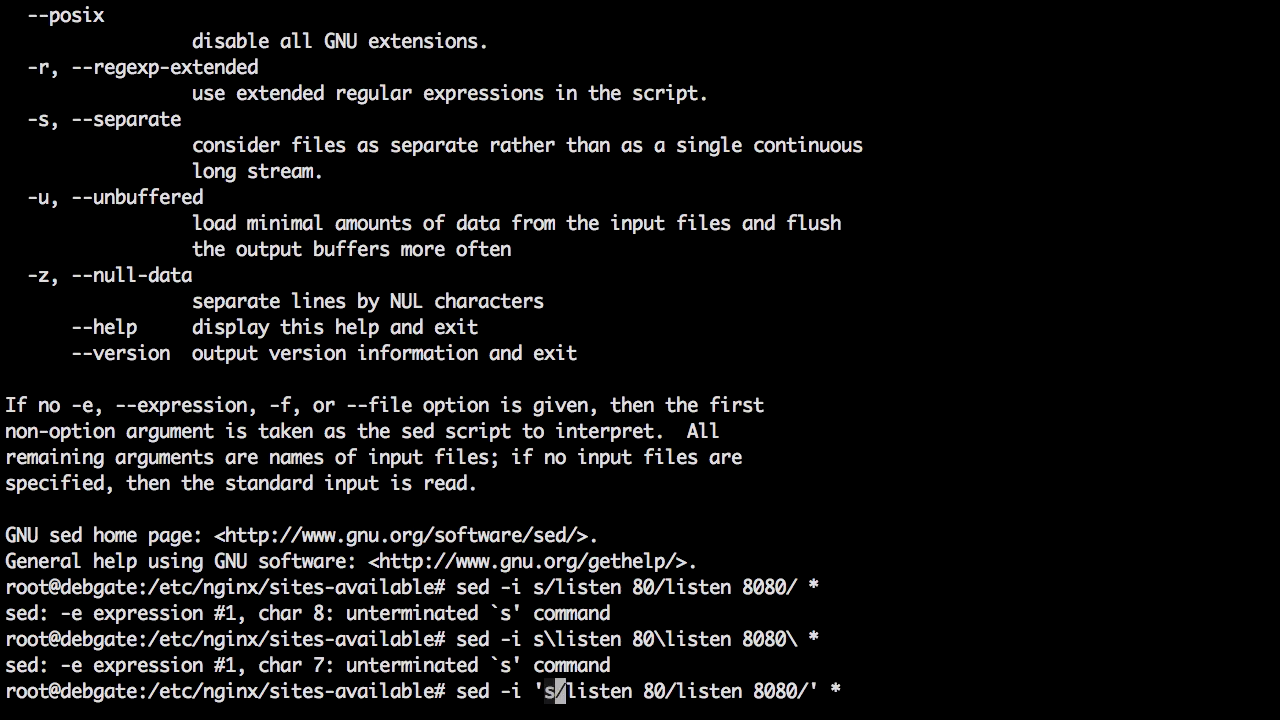 --posix
disable all GNU extensions.
-r, --regexp-extended
use extended regular expressions in the script.
-s, --separate
consider files as separate rather than as a single continuous
long stream.
-u, --unbuffered
load minimal amounts of data from the input files and flush
the output buffers more often
-z, --null-data
separate lines by NUL characters
--help     display this help and exit
--version  output version information and exit
If no -e, --expression, -f, or --file option is given, then the first
non-option argument is taken as the sed script to interpret.  All
remaining arguments are names of input files; if no input files are
specified, then the standard input is read.
GNU sed home page: <http://www.gnu.org/software/sed/>.
General help using GNU software: <http://www.gnu.org/gethelp/>.
root@debgate:/etc/nginx/sites-available# sed -i s/listen 80/listen 8080/ *
sed: -e expression #1, char 8: unterminated `s' command
root@debgate:/etc/nginx/sites-available# sed -i s\listen 80\listen 8080\ *
sed: -e expression #1, char 7: unterminated `s' command
root@debgate:/etc/nginx/sites-available# sed -i 's/listen 80/listen 8080/' *